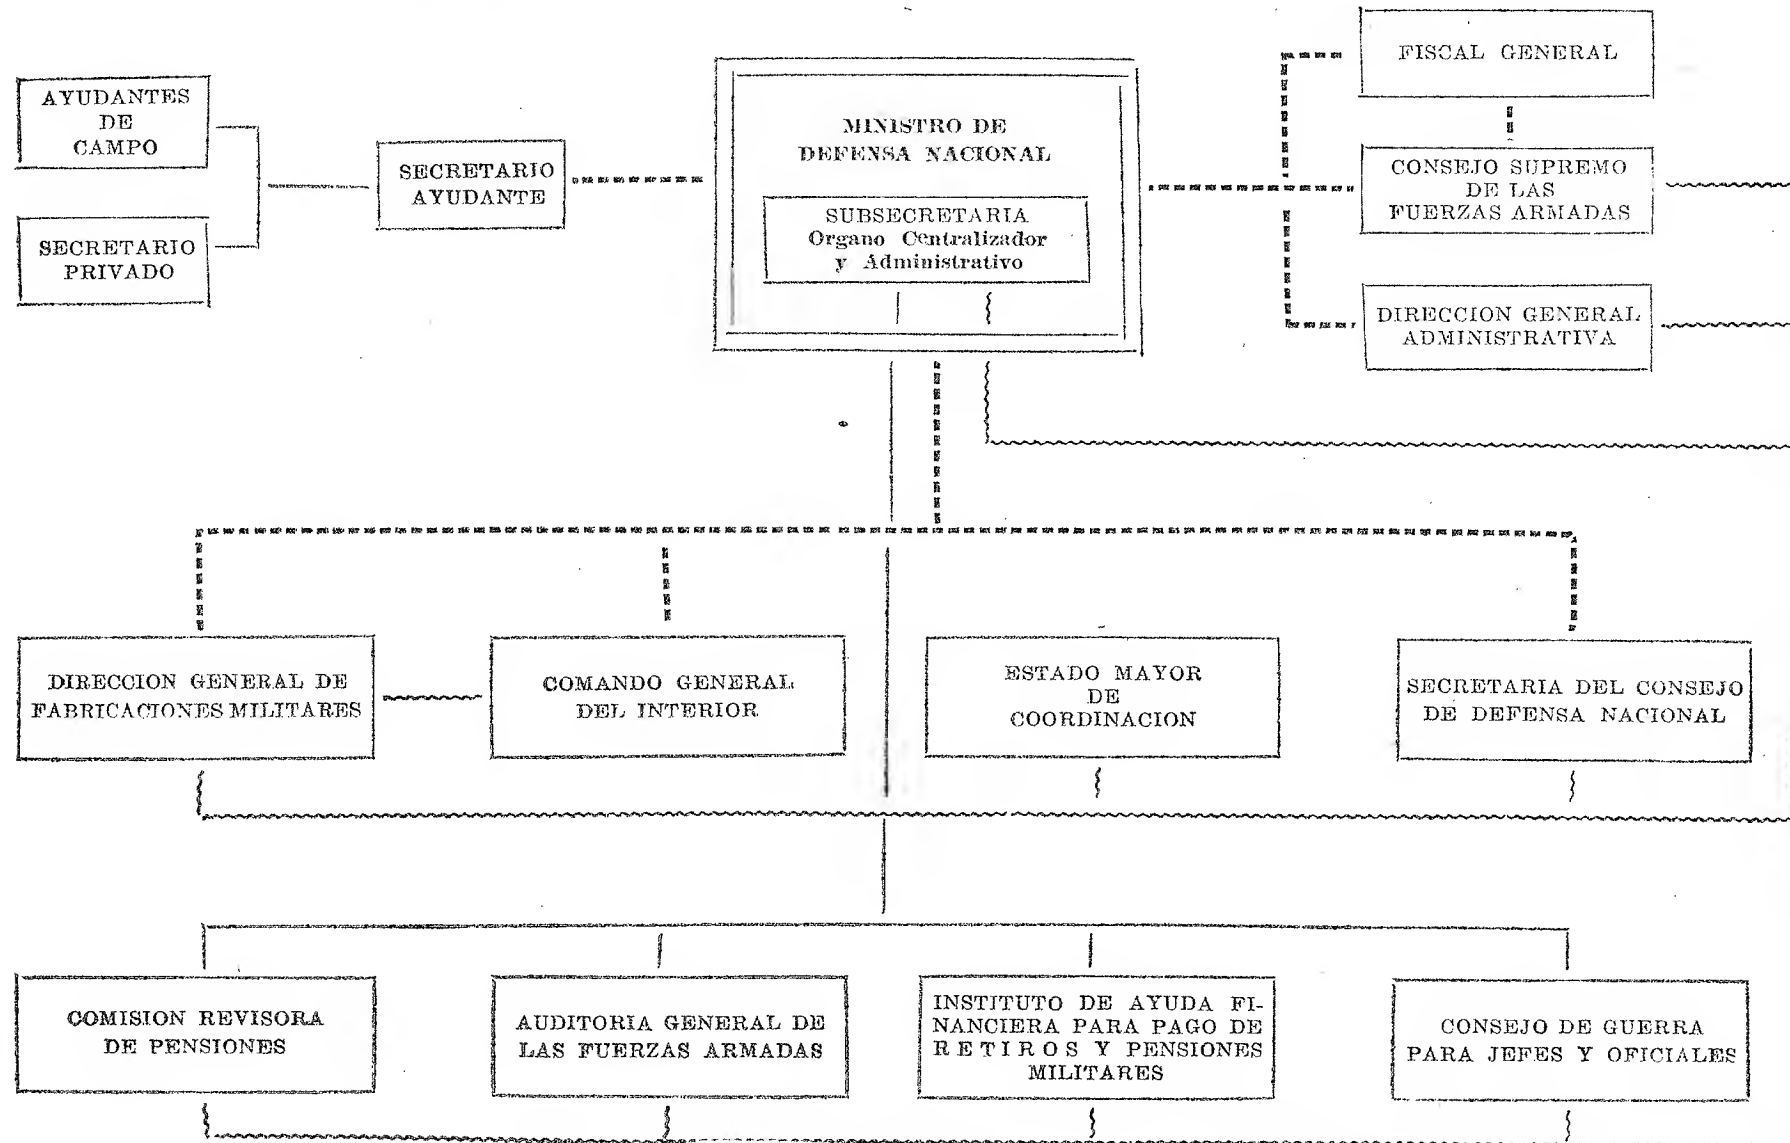 AYUDANTES
DE
CAMPO
SECRETARIO
PRIVADO
SECRETARIO
AYUDANTE
MINISTRO DE
DEFENSA NACIONAL
SUBSECRETARIA
Organo Centralizador
y Administrativo
FISCAL GENERAL
CONSEJO SUPREMO
DE LAS
FUERZAS ARMADAS
DIRECCION GENERAL
ADMINISTRATIVA
DIRECCION GENERAL DE
FABRICACIONES MILITARES
COMANDO GENERAL
DEL INTERIOR
ESTADO MAYOR
DE
COORDINACION
SECRETARIA DEL CONSEJO
DE DEFENSA NACIONAL
COMISION REVISORA
DE PENSIONES
AUDITORIA GENERAL DE
LAS FUERZAS ARMADAS
INSTITUTO DE AYUDA FI-
NANCIERA PARA PAGO DE
RETIROS Y PENSIONES
MILITARES
CONSEJO DE GUERRA
PARA JEFES Y OFICIALES